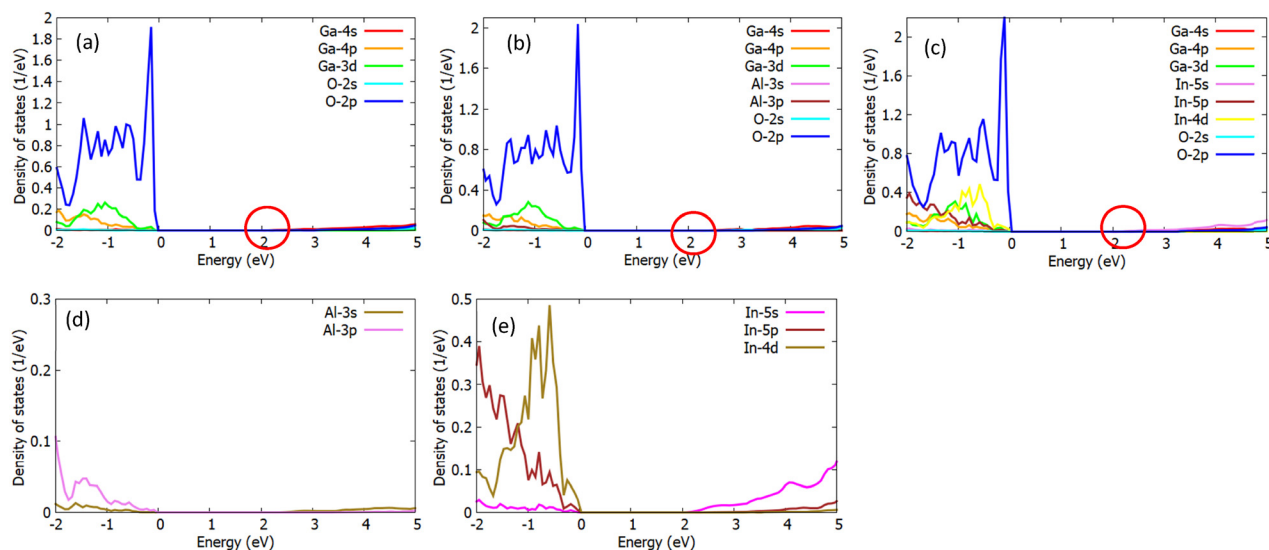 (a)
Density of states (1/eV)
2
1.8
1.6
1.4
1.2
1
0.8
0.6
0.4
0.2
0
Ga-4s
Ga-4p
Ga-3d
O-2s
O-2p
-2 -1 0 1 2 3 4 5
Energy (eV)
(b)
Density of states (1/eV)
2
1.6
1.2
0.8
0.4
0
Ga-4s
Ga-4p
Ga-3d
Al-3s
Al-3p
O-2s
O-2p
-2 -1 0 1 2 3 4 5
Energy (eV)
(c)
Density of states (1/eV)
2
1.6
1.2
0.8
0.4
0
Ga-4s
Ga-4p
Ga-3d
In-5s
In-5p
In-4d
O-2s
O-2p
-2 -1 0 1 2 3 4 5
Energy (eV)
(d)
Density of states (1/eV)
0.3
0.2
0.1
0
Al-3s
Al-3p
-2 -1 0 1 2 3 4 5
Energy (eV)
(e)
Density of states (1/eV)
0.5
0.4
0.3
0.2
0.1
0
In-5s
In-5p
In-4d
-2 -1 0 1 2 3 4 5
Energy (eV)